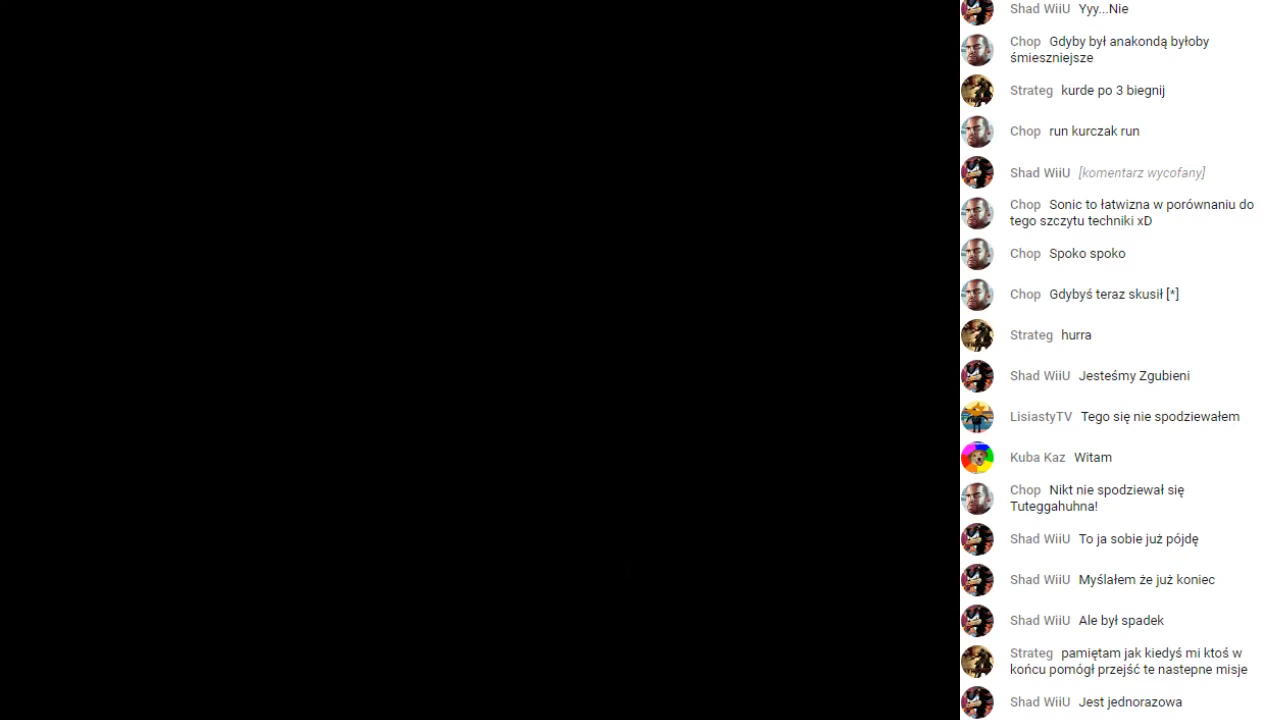 Shad WiiU Yyy...Nie
Chop Gdyby był anakondą byłoby
śmieszniejsze
Strateg kurde po 3 biegnij
Chop run kurczak run
Shad WiiU [komentarz wycofany]
Chop Sonic to łatwizna w porównaniu do
tego szczytu techniki xD
Chop Spoko spoko
Chop Gdybyś teraz skusił [*]
Strateg hurra
Shad WiiU Jesteśmy Zgubieni
LisiastyTV Tego się nie spodziewałem
Kuba Kaz Witam
Chop Nikt nie spodziewał się
Tuteggahuhna!
Shad WiiU To ja sobie już pójdę
Shad WiiU Myślałem że już koniec
Shad WiiU Ale był spadek
Strateg pamiętam jak kiedyś mi ktoś w
końcu pomógł przejść te nastepne misje
Shad WiiU Jest jednorazowa